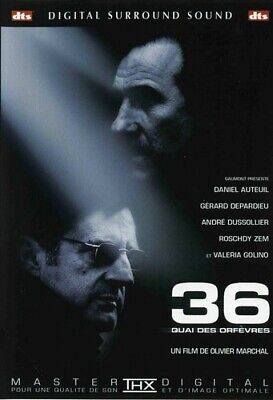 dts DIGITAL SURROUND SOUND dts
GAUMONT PRÉSENTE
DANIEL AUTEUIL
GÉRARD DEPARDIEU
ANDRÉ DUSSOLLIER
ROSCHDY ZEM
ET VALERIA GOLINO
36
QUAI DES ORFÈVRES
UN FILM DE OLIVIER MARCHAL
MASTER THX DIGITAL
POUR UNE QUALITÉ DE SON ET D'IMAGE OPTIMALE